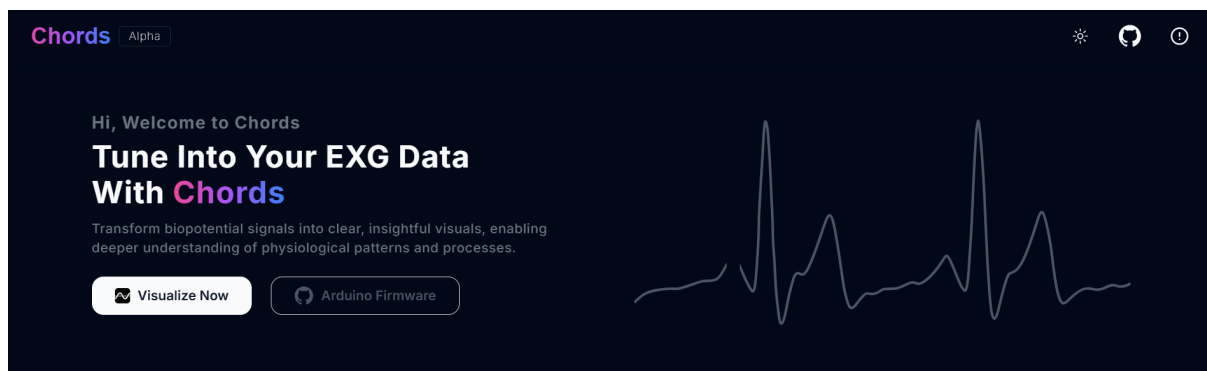 Chords Alpha
Hi, Welcome to Chords
Tune Into Your EXG Data
With Chords
Transform biopotential signals into clear, insightful visuals, enabling
deeper understanding of physiological patterns and processes.
Visualize Now Arduino Firmware